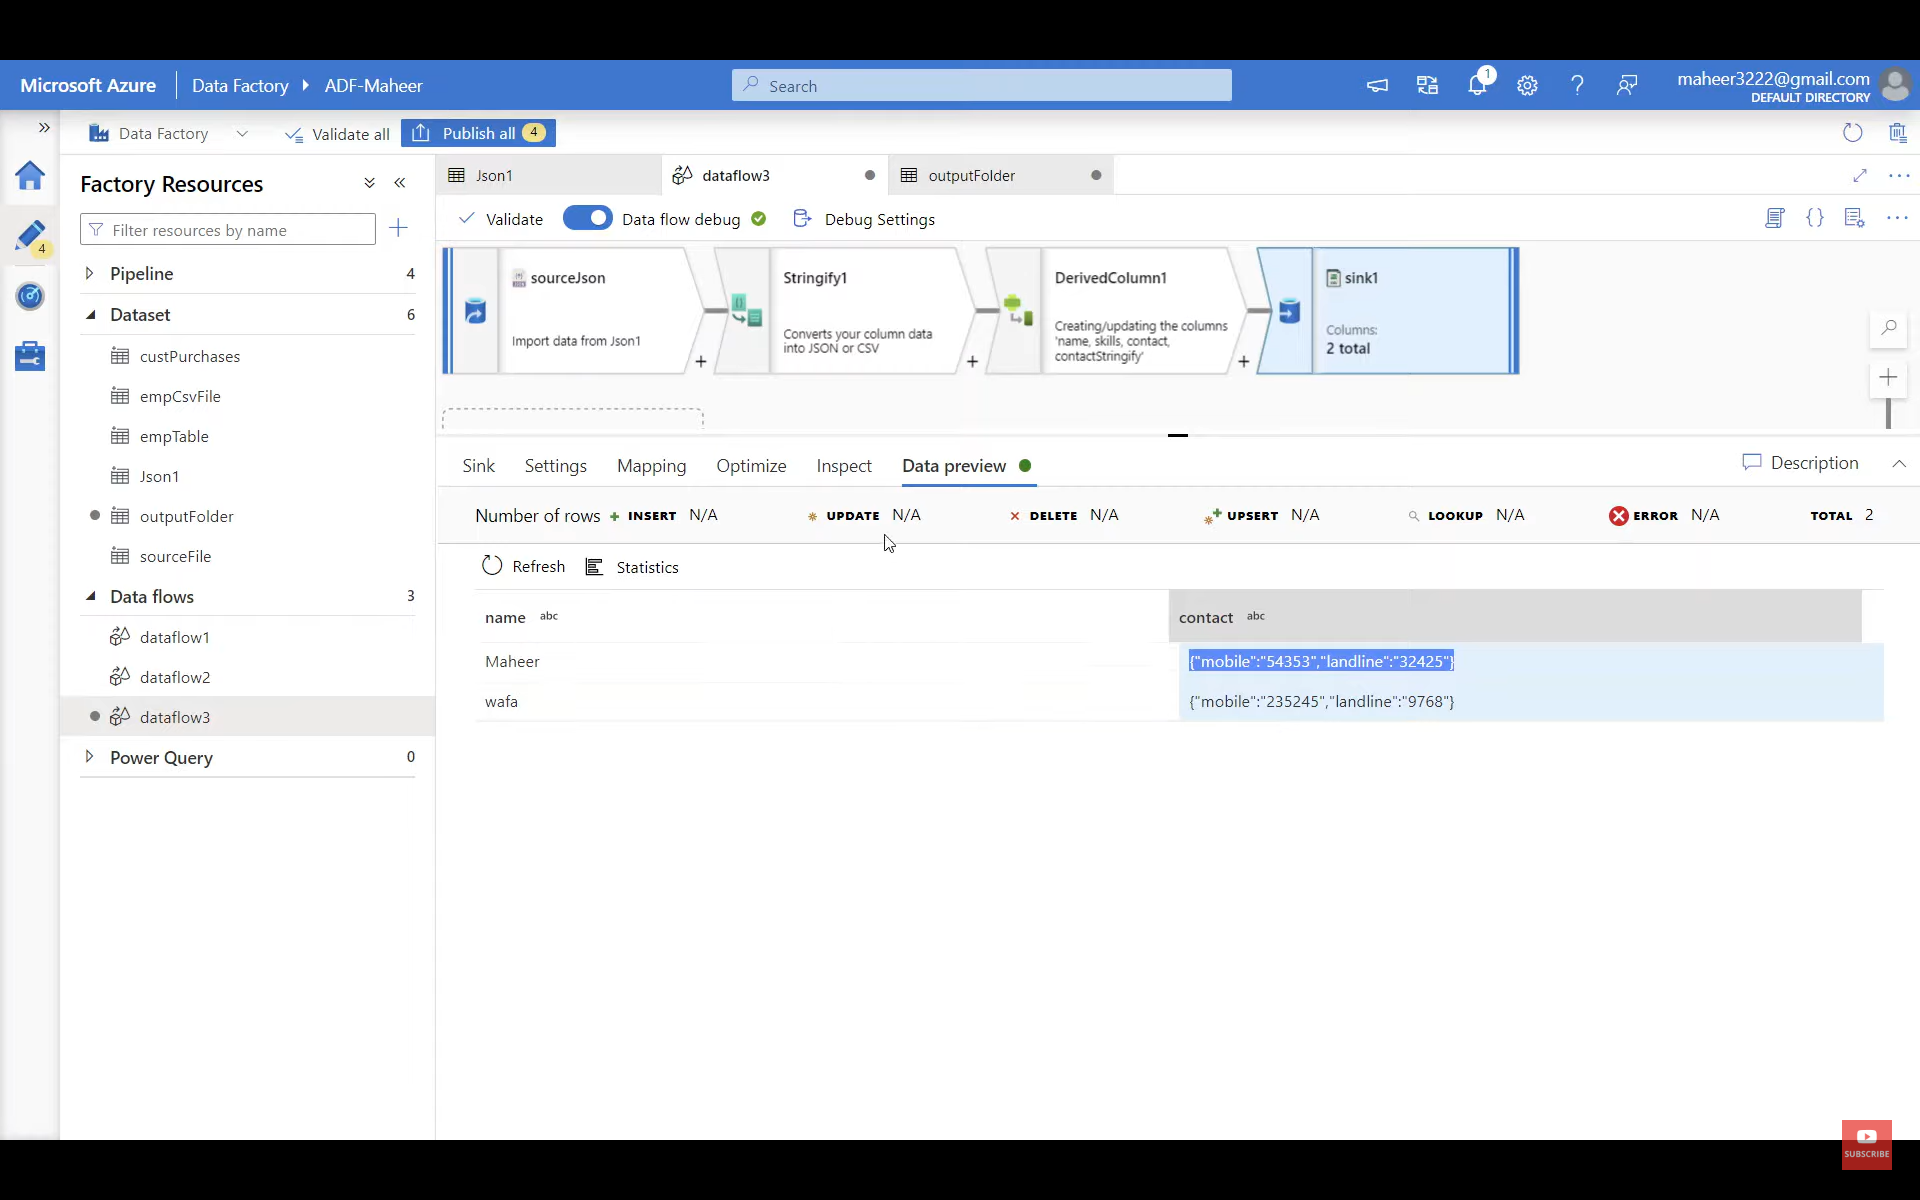 Microsoft Azure Data Factory ADF-Maheer Search 1 maheer3222@gmail.com
DEFAULT DIRECTORY
Data Factory Validate all Publish all 4
Factory Resources
Filter resources by name
4
Pipeline 4
Dataset 6
custPurchases
empCsvFile
empTable
Json1
outputFolder
sourceFile
Data flows 3
dataflow1
dataflow2
dataflow3
Power Query 0
Json1 dataflow3 outputFolder
Validate Data flow debug Debug Settings
sourceJson
Import data from Json1
Stringify1
Converts your column data
into JSON or CSV
DerivedColumn1
Creating/updating the columns
'name, skills, contact,
contactStringify'
sink1
Columns:
2 total
Sink Settings Mapping Optimize Inspect Data preview Description
Number of rows INSERT N/A UPDATE N/A DELETE N/A UPSERT N/A LOOKUP N/A ERROR N/A TOTAL 2
Refresh Statistics
name abc contact abc
Maheer {"mobile":"54353","landline":"32425"}
wafa {"mobile":"235245","landline":"9768"}
SUBSCRIBE